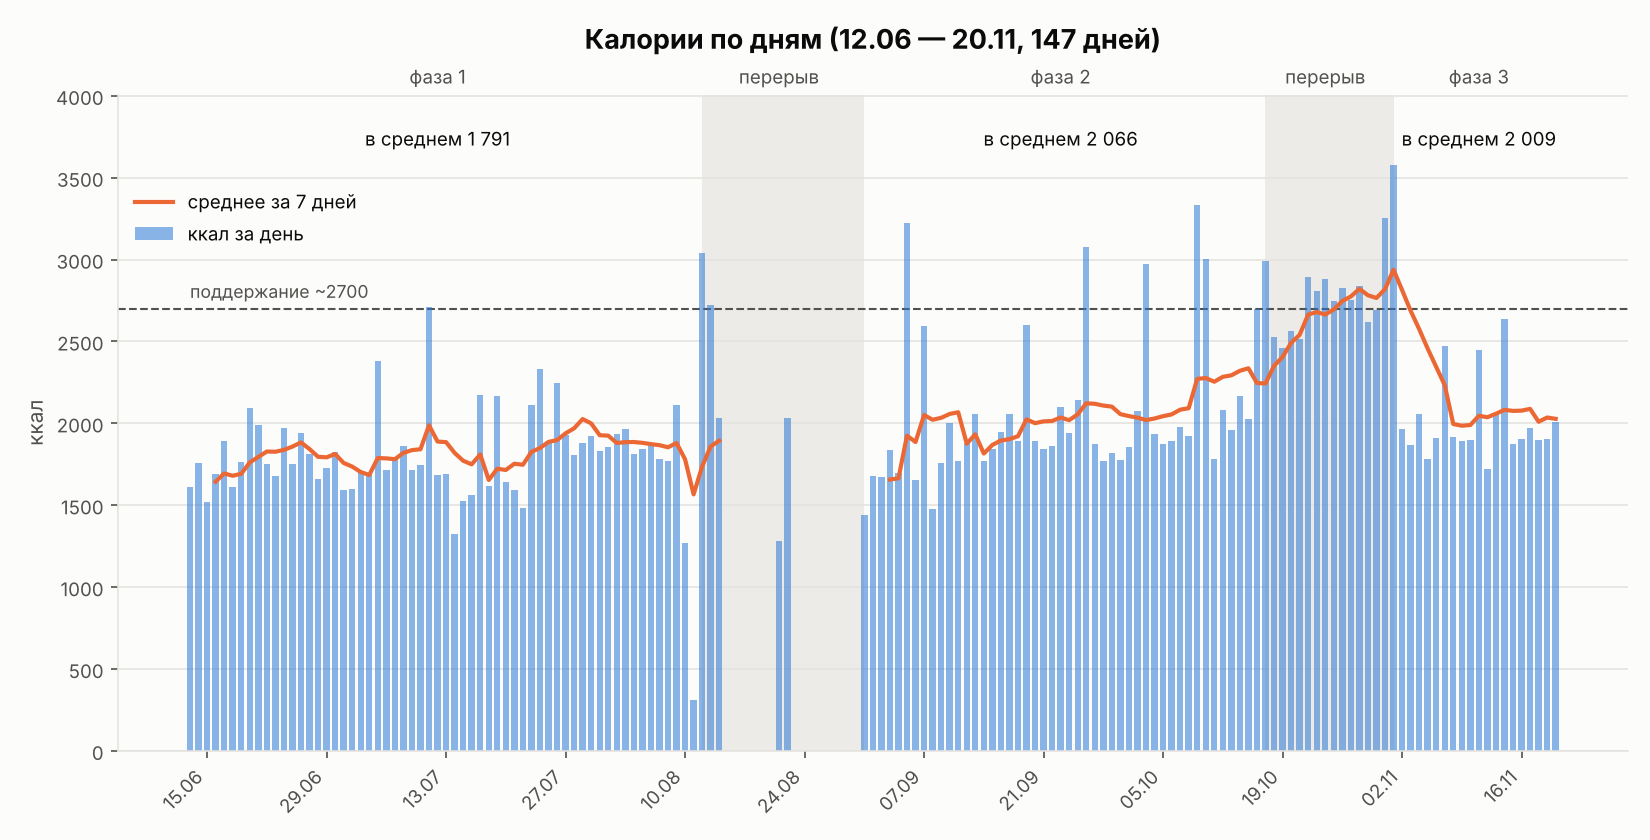 Калории по дням (12.06 — 20.11, 147 дней)
фаза 1
перерыв
фаза 2
перерыв
фаза 3
4000
в среднем 1 791
в среднем 2 066
в среднем 2 009
3500
среднее за 7 дней
ккал за день
3000
поддержание ~2700
2500
2000
1500
1000
500
0
ккал
15.06
29.06
13.07
27.07
10.08
24.08
07.09
21.09
05.10
19.10
02.11
16.11